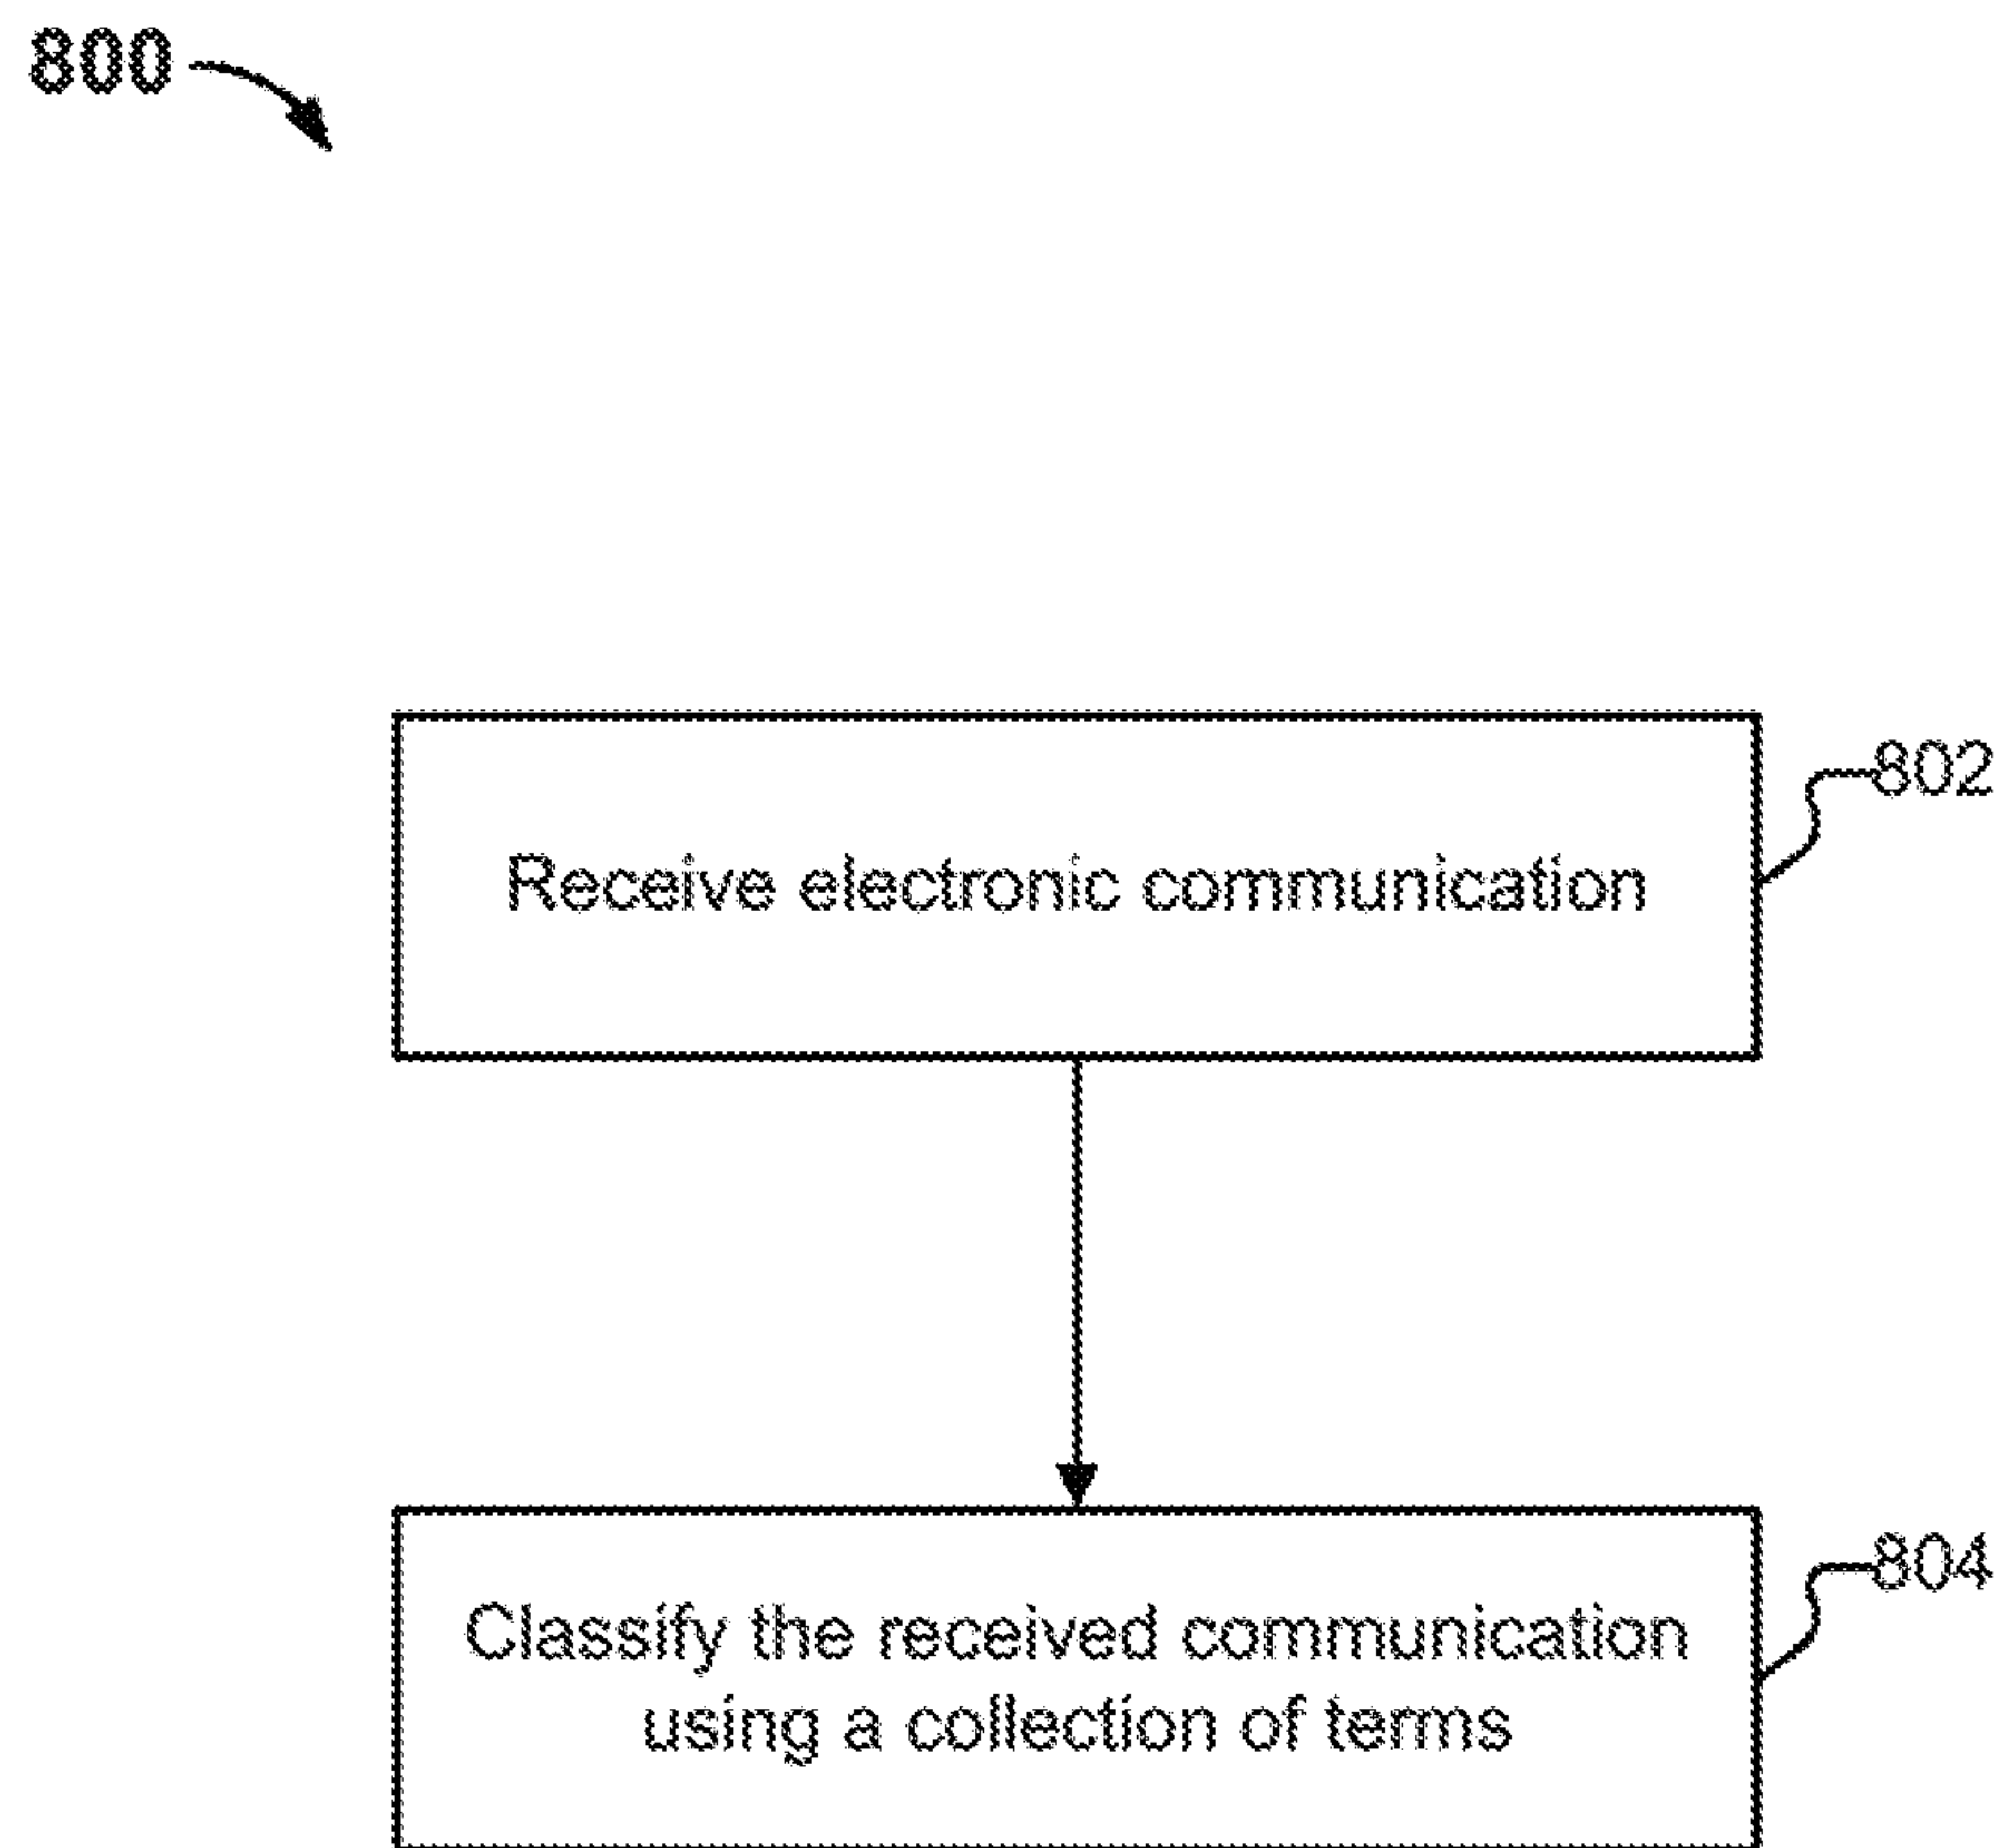 800
802
Receive electronic communication
804
Classify the received communication
using a collection of terms